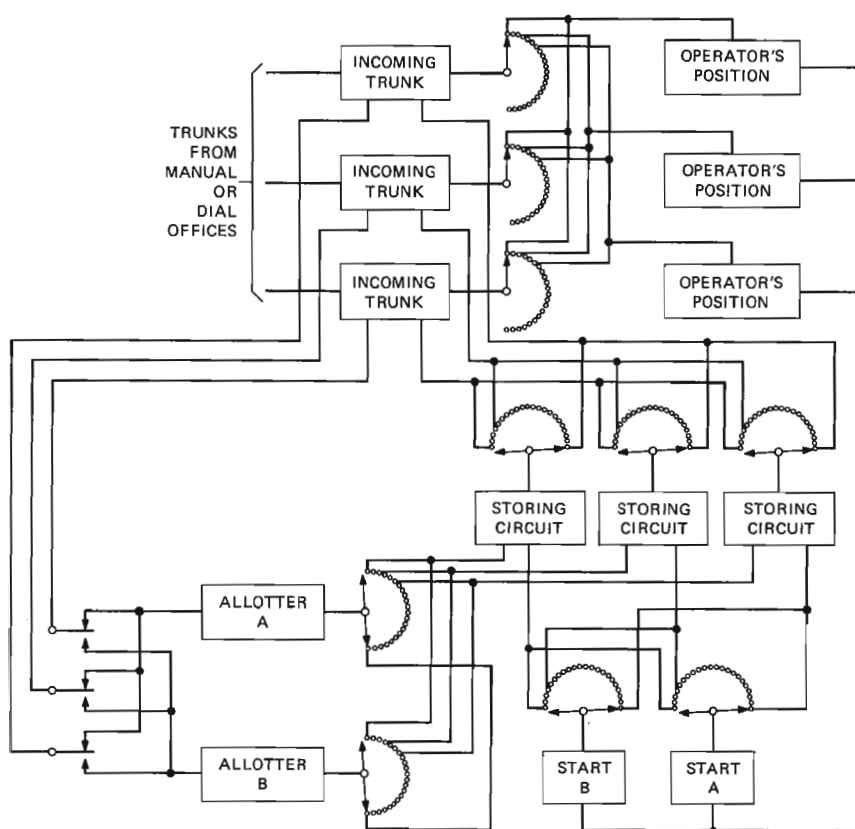 INCOMING
TRUNK
OPERATOR'S
POSITION
TRUNKS
FROM
MANUAL
OR
DIAL
OFFICES
INCOMING
TRUNK
OPERATOR'S
POSITION
INCOMING
TRUNK
OPERATOR'S
POSITION
STORING
CIRCUIT
STORING
CIRCUIT
STORING
CIRCUIT
ALLOTTER
A
ALLOTTER
B
START
B
START
A